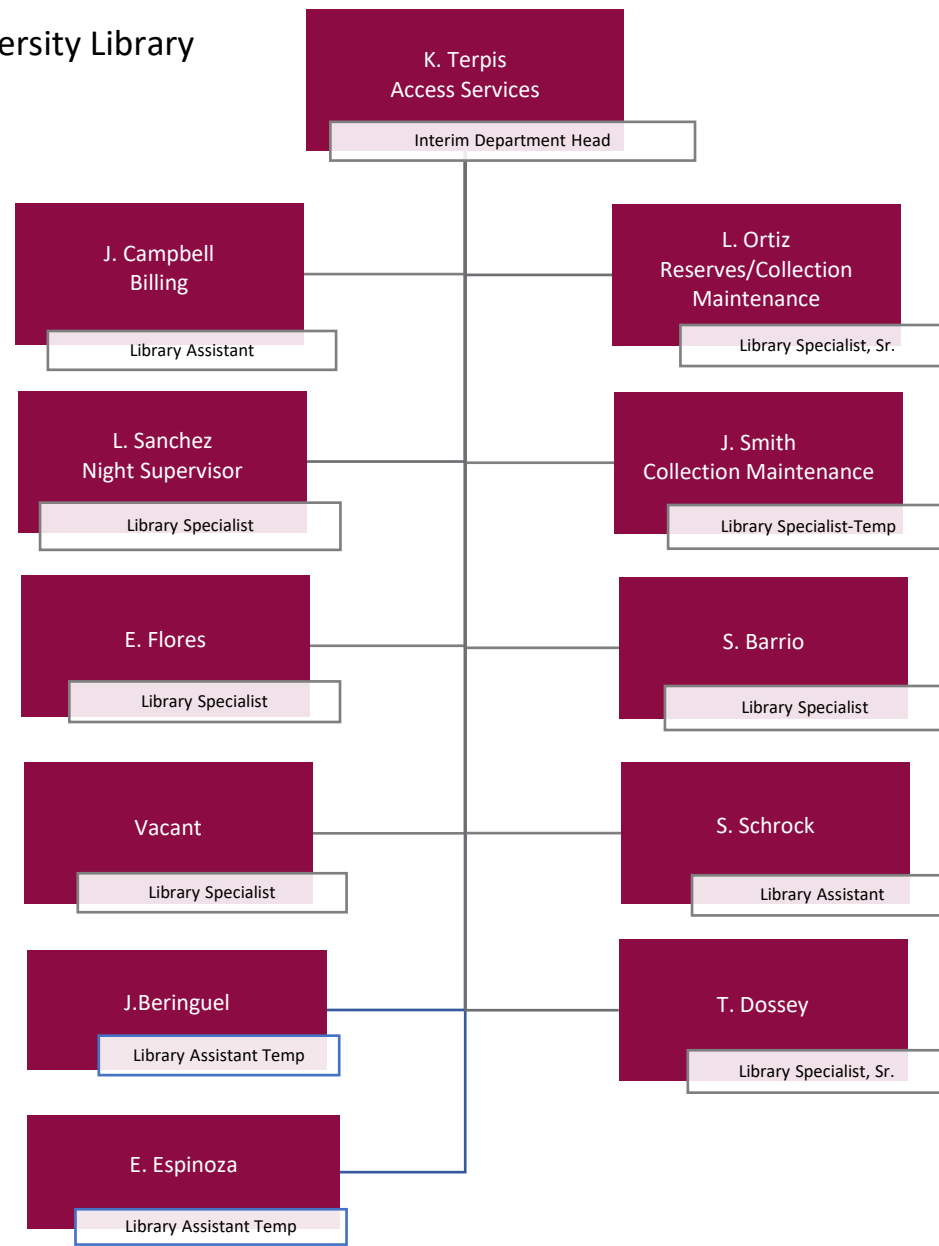 ersity Library
K. Terpis
Access Services
Interim Department Head
J. Campbell
Billing
Library Assistant
L. Ortiz
Reserves/Collection
Maintenance
Library Specialist, Sr.
L. Sanchez
Night Supervisor
Library Specialist
J. Smith
Collection Maintenance
Library Specialist-Temp
E. Flores
Library Specialist
S. Barrio
Library Specialist
Vacant
Library Specialist
S. Schrock
Library Assistant
J.Beringuel
Library Assistant Temp
T. Dossey
Library Specialist, Sr.
E. Espinoza
Library Assistant Temp